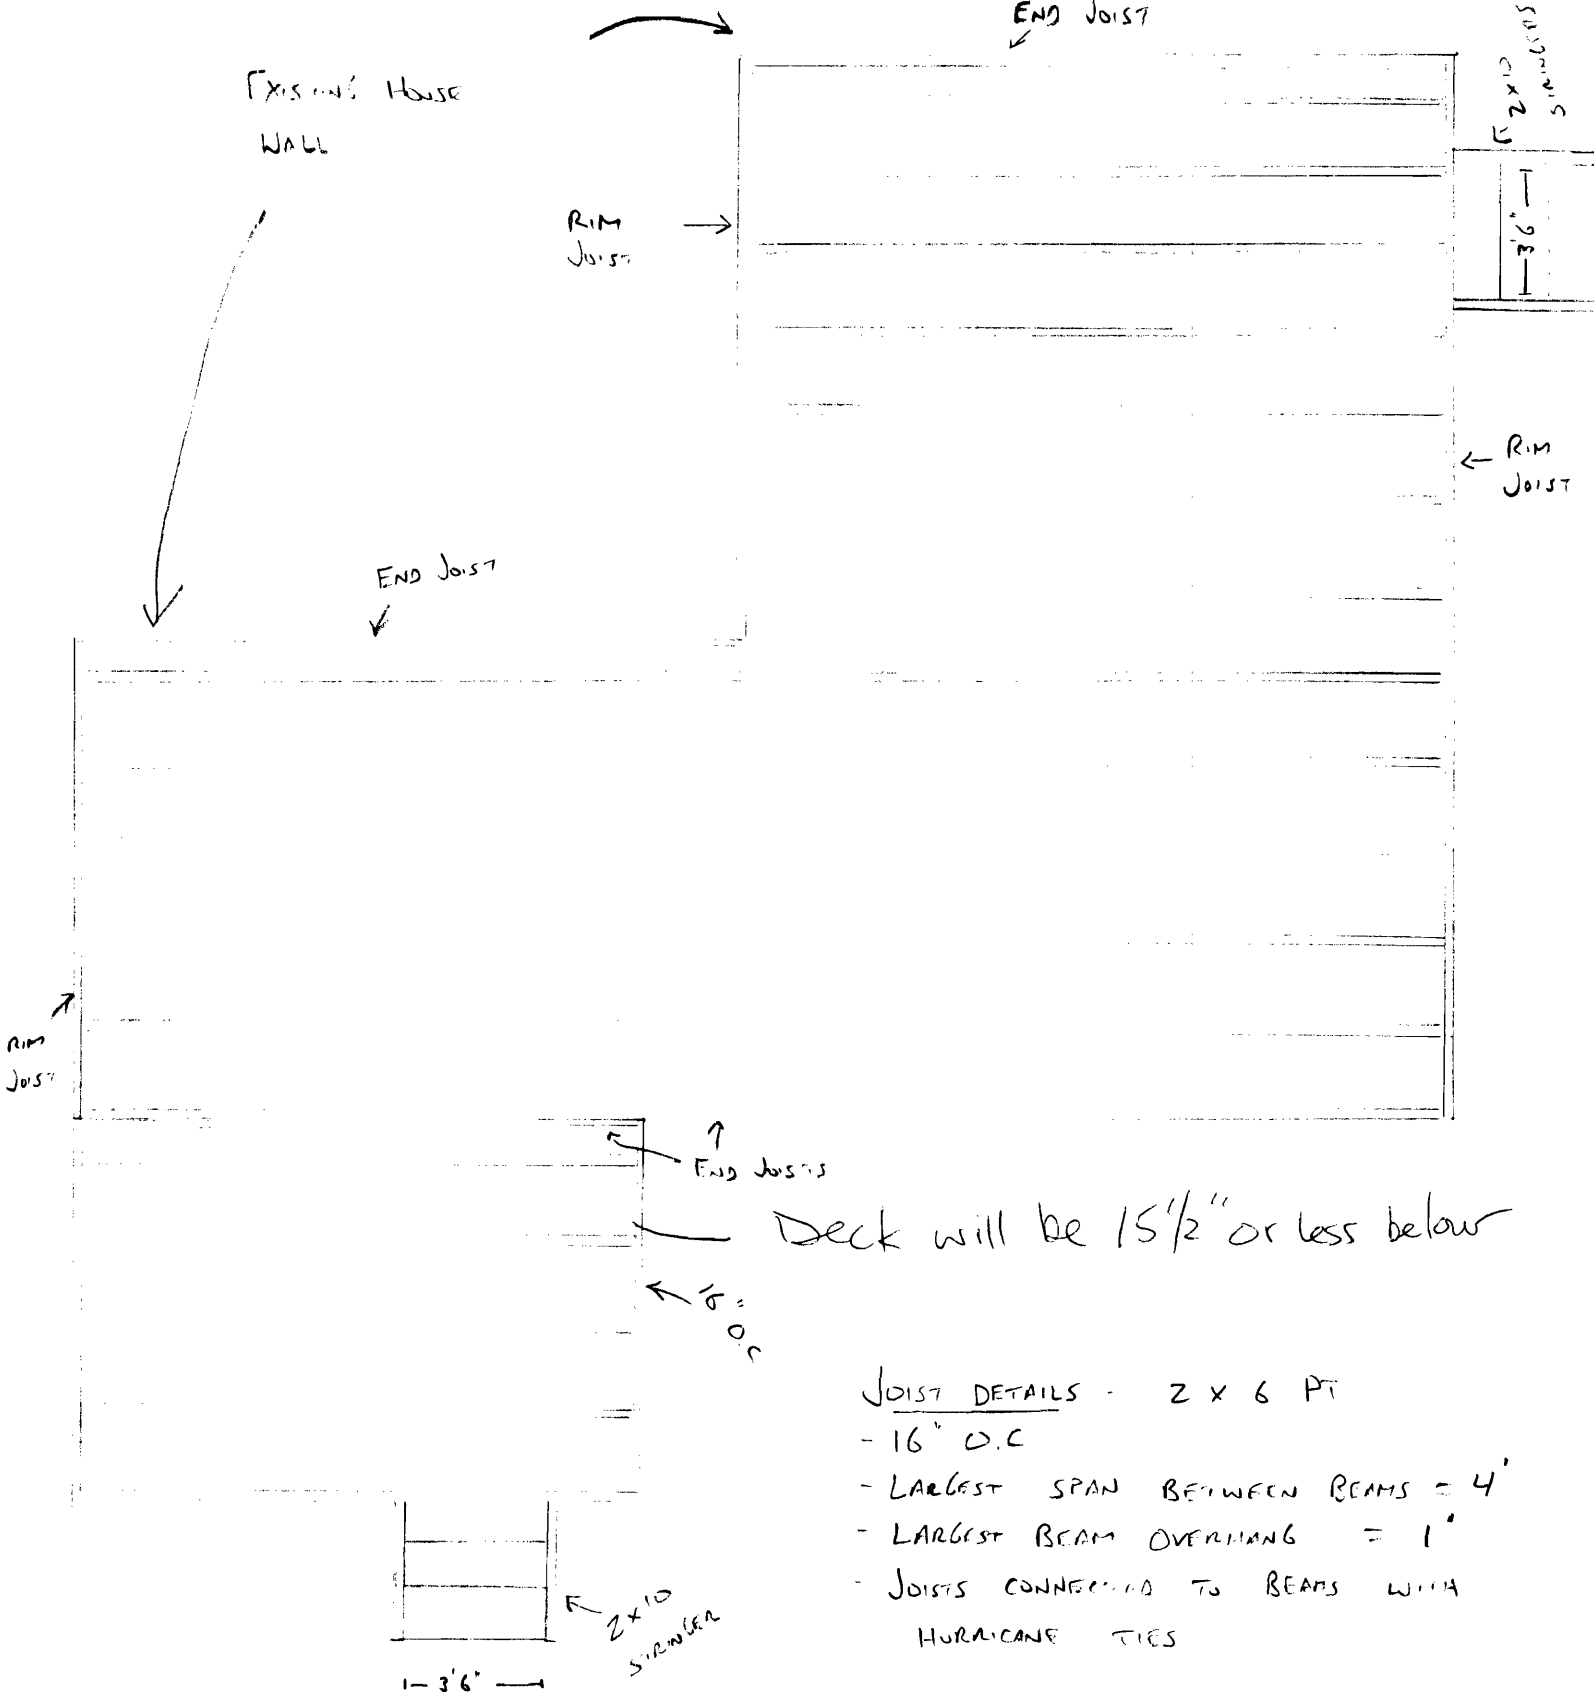 END JOIST
EXISTING HOUSE
WALL
2x10
STRINGERS
3'6"
RIM
JOIST
RIM
JOIST
END JOIST
RIM
JOIST
END JOISTS
Deck will be 15 1/2" or less below
O.C
JOIST DETAILS - 2 x 6 PT
- 16" O.C
- LARGEST SPAN BETWEEN BEAMS = 4'
- LARGEST BEAM OVERHANG = 1'
- JOISTS CONNECTED TO BEAMS WITH
HURRICANE TIES
2x10
STRINGER
3'6"